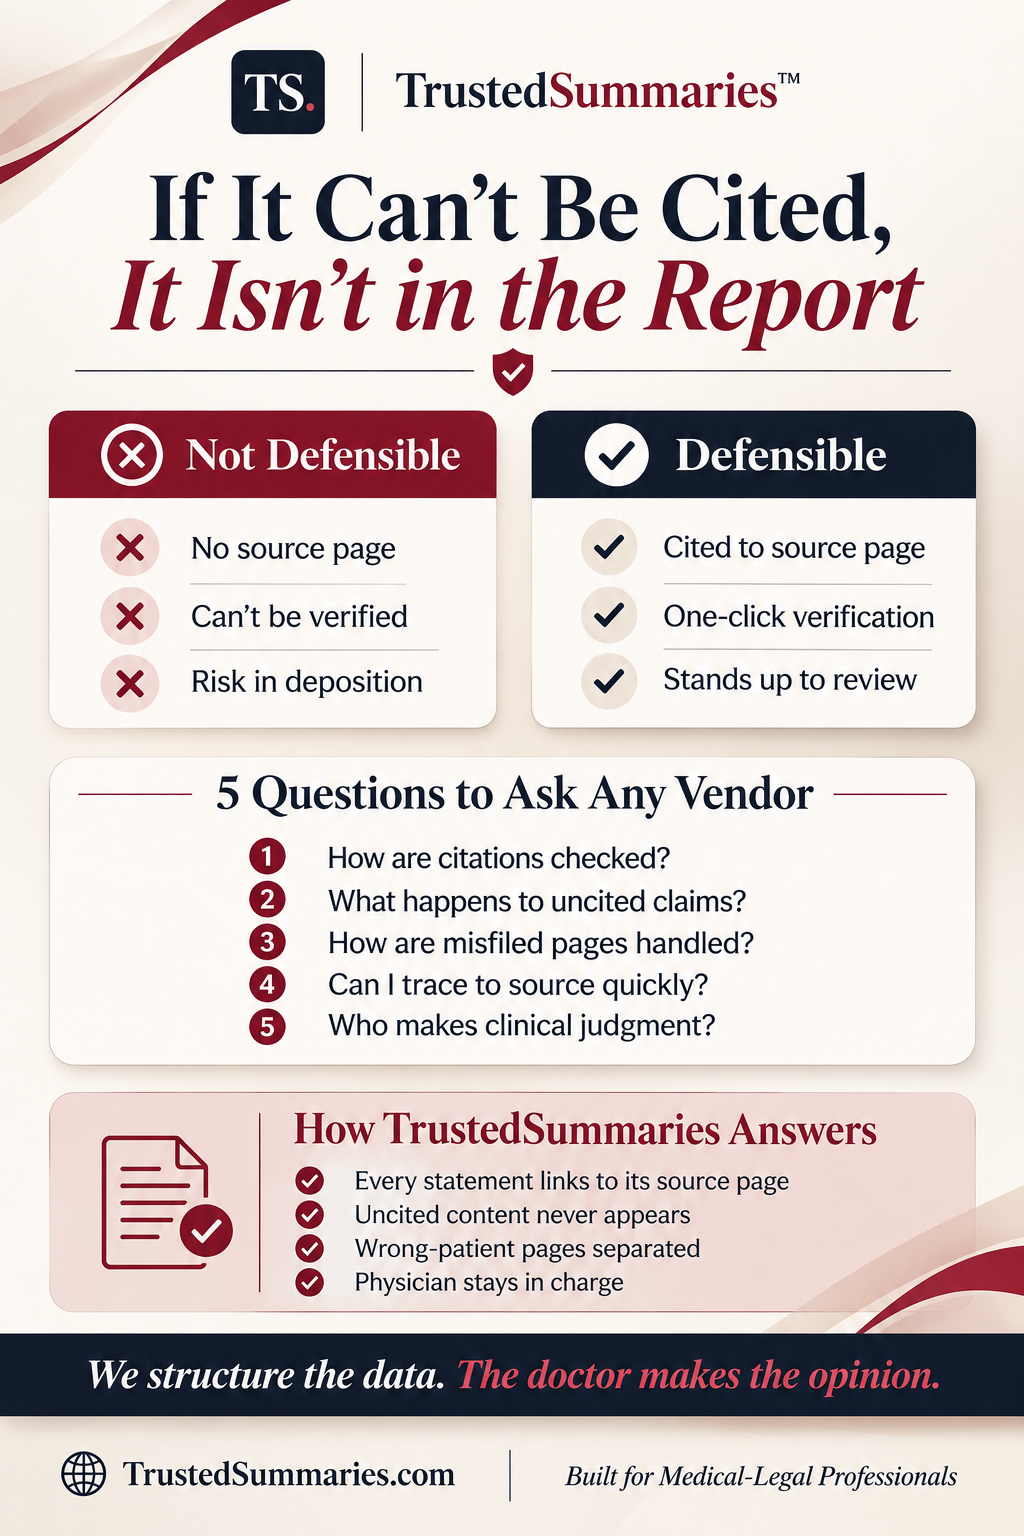 TS.
TrustedSummaries™
If It Can't Be Cited,
It Isn't in the Report
Not Defensible
No source page
Can't be verified
Risk in deposition
Defensible
Cited to source page
One-click verification
Stands up to review
5 Questions to Ask Any Vendor
1 How are citations checked?
2 What happens to uncited claims?
3 How are misfiled pages handled?
4 Can I trace to source quickly?
5 Who makes clinical judgment?
How TrustedSummaries Answers
Every statement links to its source page
Uncited content never appears
Wrong-patient pages separated
Physician stays in charge
We structure the data. The doctor makes the opinion.
TrustedSummaries.com
Built for Medical-Legal Professionals